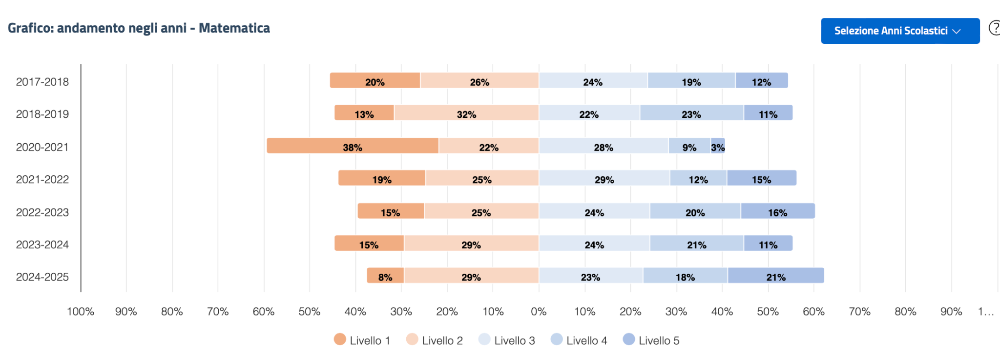 Grafico: andamento negli anni - Matematica
Selezione Anni Scolastici
?
2017-2018 20% 26% 24% 19% 12%
2018-2019 13% 32% 22% 23% 11%
2020-2021 38% 22% 28% 9% 3%
2021-2022 19% 25% 29% 12% 15%
2022-2023 15% 25% 24% 20% 16%
2023-2024 15% 29% 24% 21% 11%
2024-2025 8% 29% 23% 18% 21%
100% 90% 80% 70% 60% 50% 40% 30% 20% 10% 0% 10% 20% 30% 40% 50% 60% 70% 80% 90% 1...
Livello 1 Livello 2 Livello 3 Livello 4 Livello 5